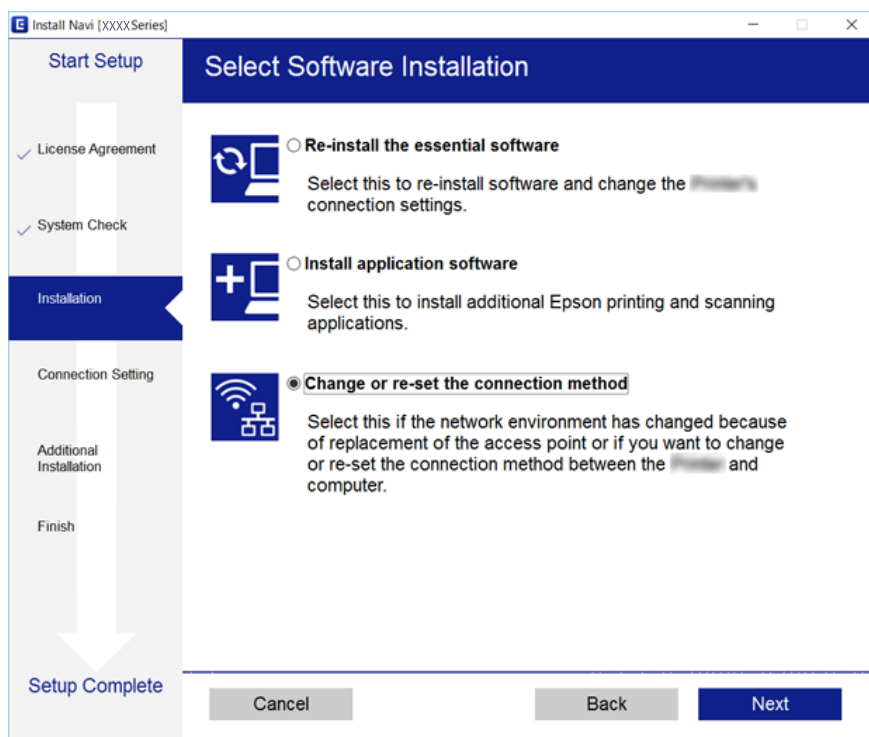 Install Navi [XXXXSeries]
Start Setup
License Agreement
System Check
Installation
Connection Setting
Additional
Installation
Finish
Setup Complete
Select Software Installation
Re-install the essential software
Select this to re-install software and change the
connection settings.
Install application software
Select this to install additional Epson printing and scanning
applications.
Change or re-set the connection method
Select this if the network environment has changed because
of replacement of the access point or if you want to change
or re-set the connection method between the and
computer.
Cancel
Back
Next